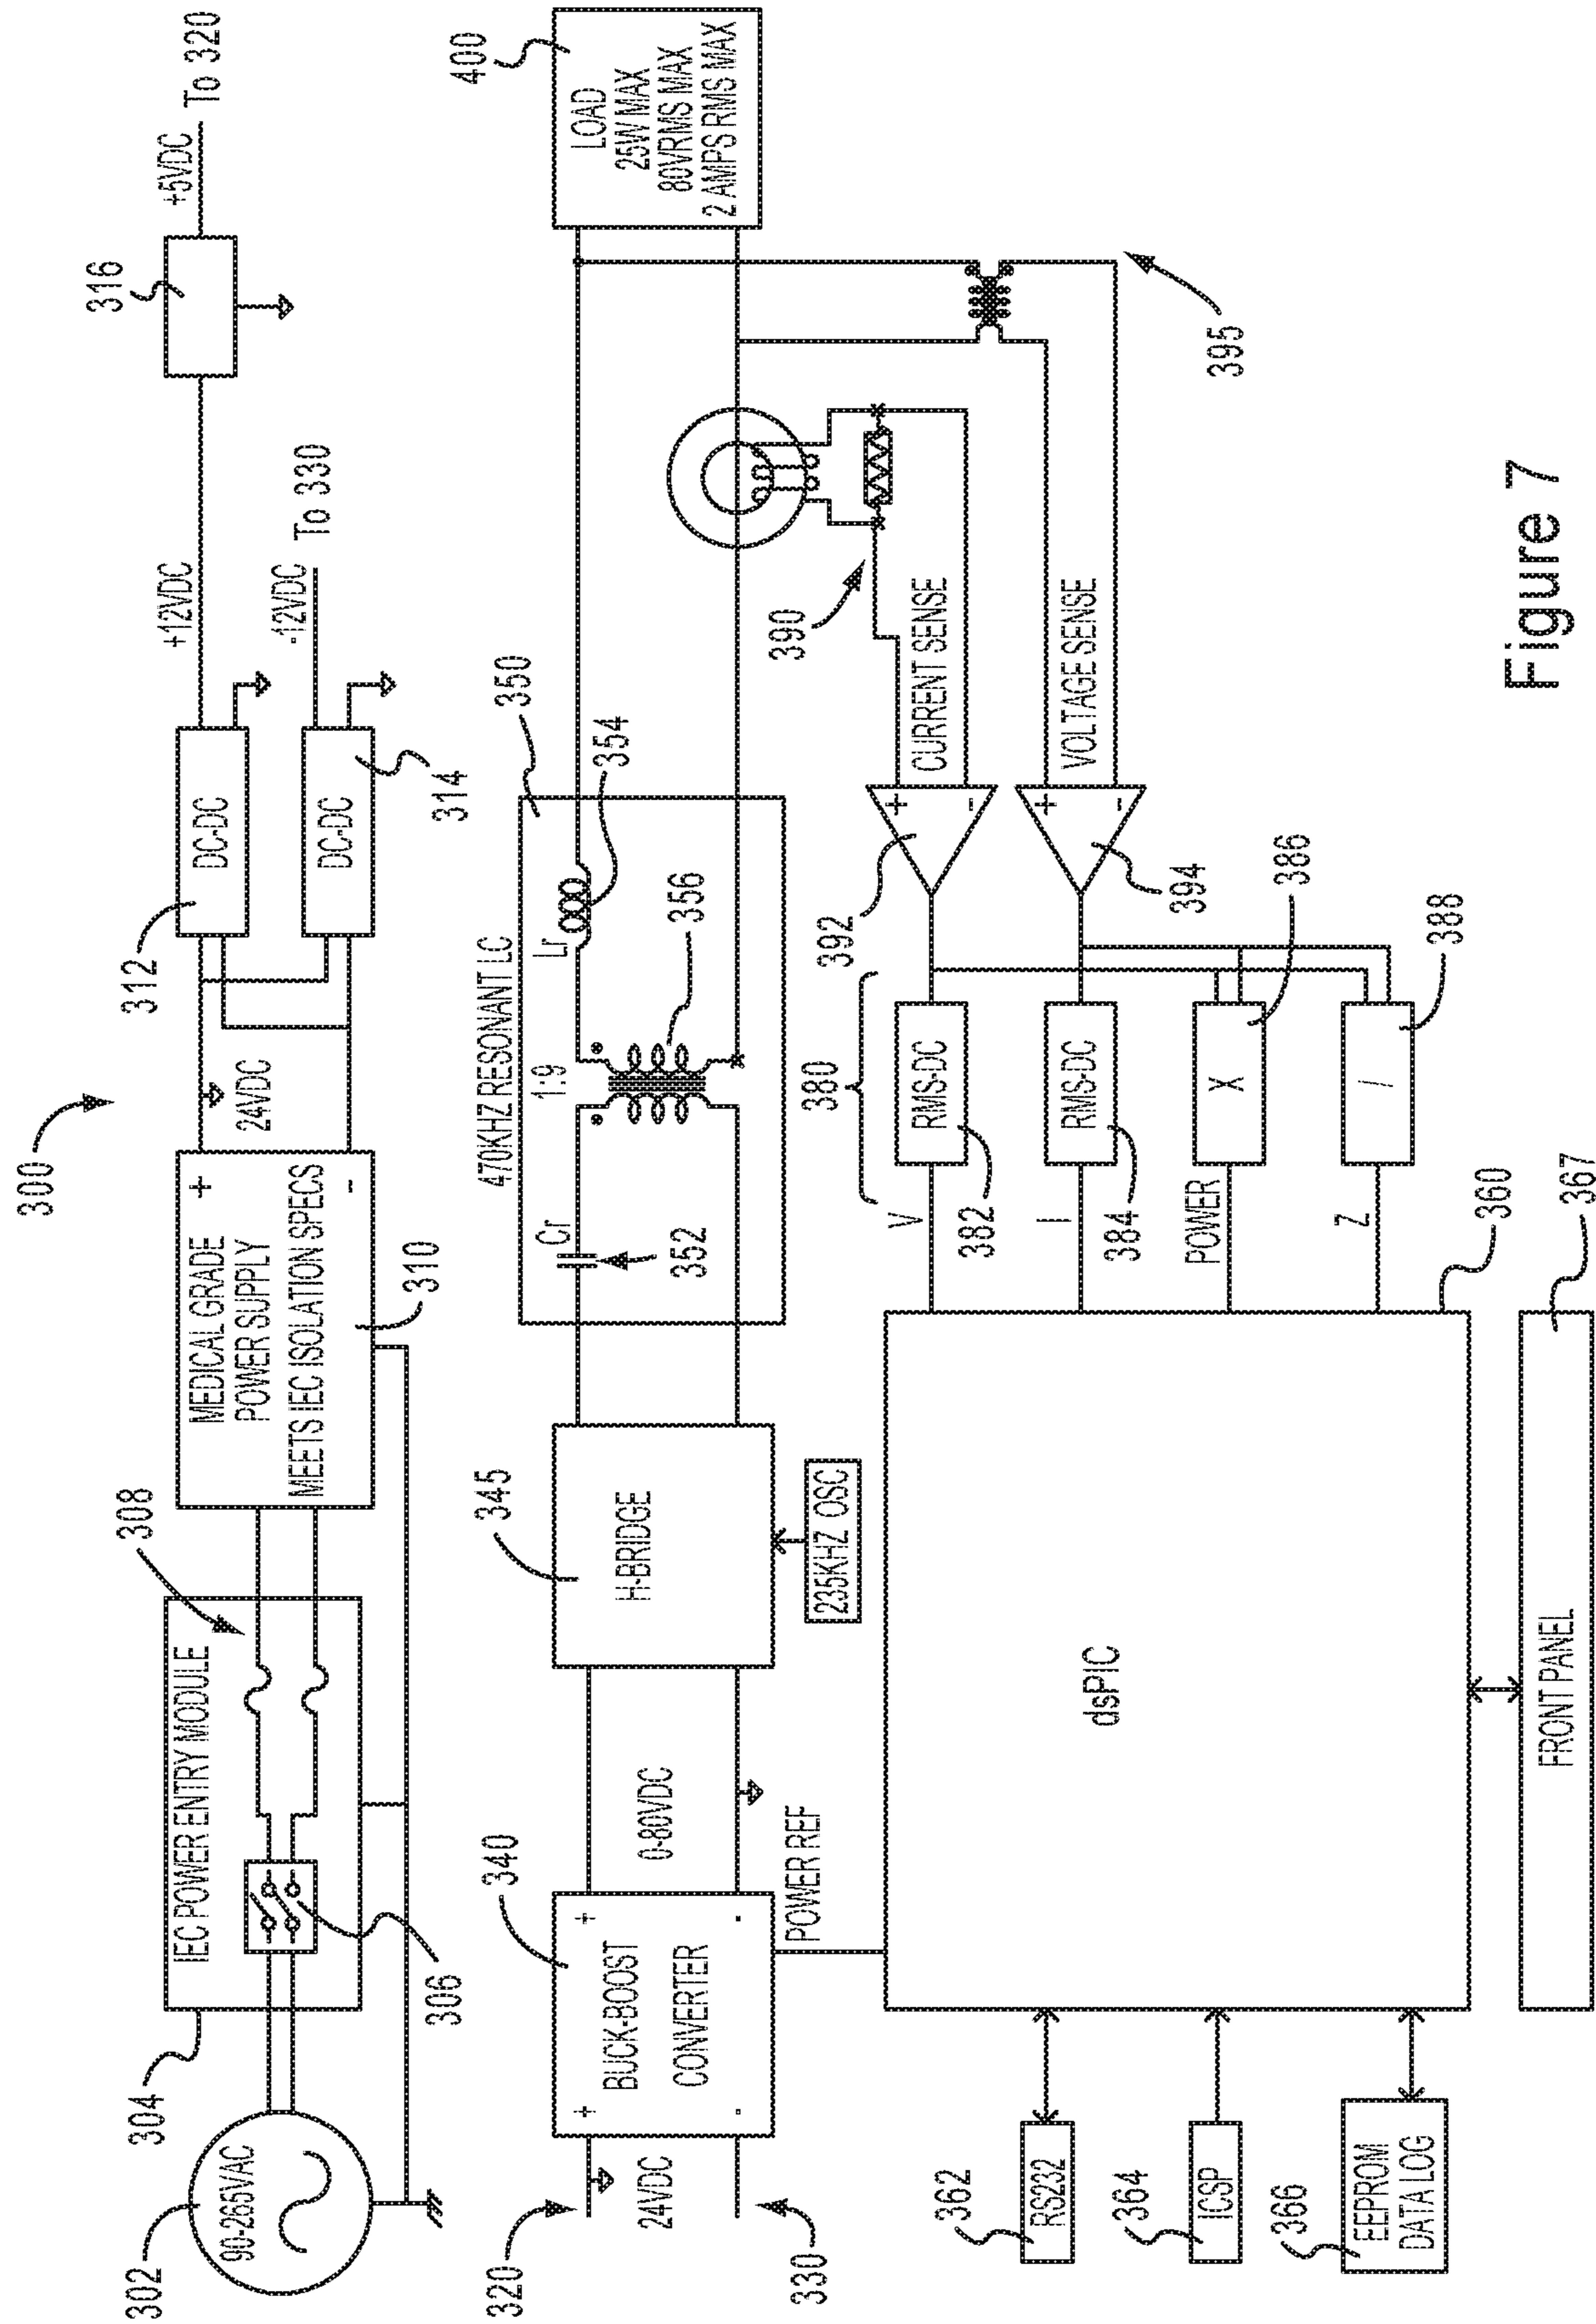 300
302
90-265VAC
304
IEC POWER ENTRY MODULE
306
308
MEDICAL GRADE
POWER SUPPLY
MEETS IEC ISOLATION SPECS
+
-
310
24VDC
312
DC-DC
DC-DC
314
+12VDC
-12VDC
To 330
316
+5VDC
To 320
320
24VDC
330
+
-
BUCK-BOOST
CONVERTER
+
-
340
0-80VDC
POWER REF
345
H-BRIDGE
235KHZ OSC
470KHZ RESONANT LC
350
Cr
352
1:9
356
Lr
354
LOAD
25W MAX
80VRMS MAX
2 AMPS RMS MAX
400
390
395
CURRENT SENSE
VOLTAGE SENSE
+
-
392
+
-
394
380
RMS-DC
382
RMS-DC
384
X
386
/
388
V
I
POWER
Z
360
dsPIC
362
RS232
364
ICSP
366
EEPROM
DATA LOG
FRONT PANEL
367
Figure 7